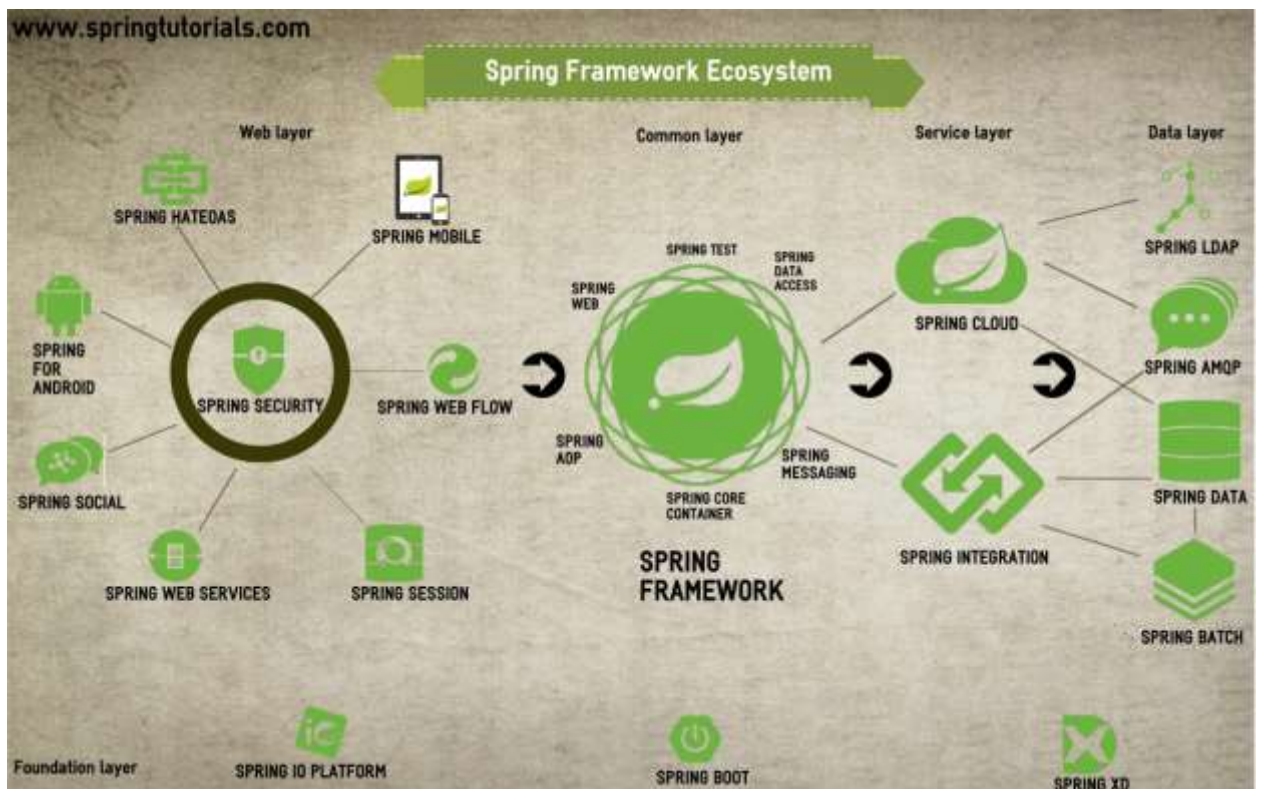 www.springtutorials.com
Spring Framework Ecosystem
Web layer
Common layer
Service layer
Data layer
SPRING HATEOAS
SPRING MOBILE
SPRING
FOR
ANDROID
SPRING SECURITY
SPRING WEB FLOW
SPRING SOCIAL
SPRING WEB SERVICES
SPRING SESSION
SPRING TEST
SPRING
DATA
ACCESS
SPRING
WEB
SPRING
AOP
SPRING
MESSAGING
SPRING CORE
CONTAINER
SPRING
FRAMEWORK
SPRING CLOUD
SPRING INTEGRATION
SPRING LDAP
SPRING AMQP
SPRING DATA
SPRING BATCH
Foundation layer
iO
SPRING IO PLATFORM
SPRING BOOT
SPRING XD